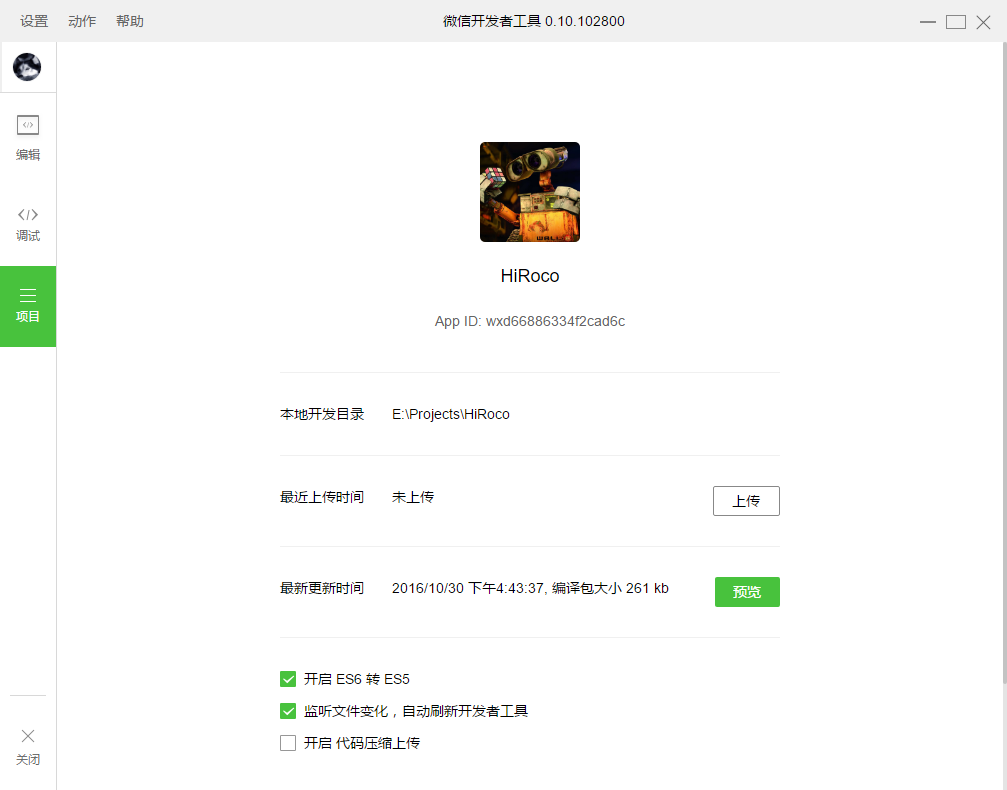 设置 动作 帮助 微信开发者工具 0.10.102800
编辑
调试
项目
关闭
WALL·E
HiRoco
App ID: wxd66886334f2cad6c
本地开发目录 E:\Projects\HiRoco
最近上传时间 未上传 上传
最新更新时间 2016/10/30 下午4:43:37, 编译包大小 261 kb 预览
开启 ES6 转 ES5
监听文件变化，自动刷新开发者工具
开启 代码压缩上传